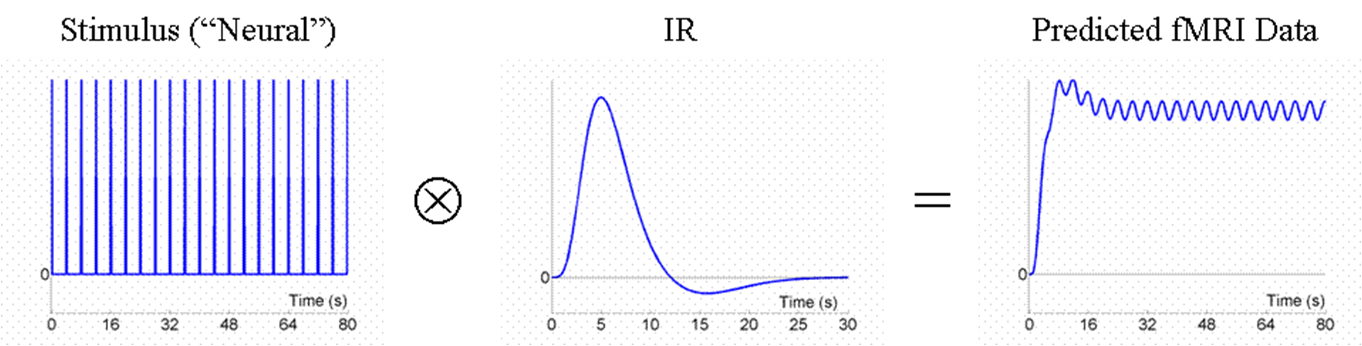 Stimulus (“Neural”)
IR
Predicted fMRI Data
0
Time (s)
0 16 32 48 64 80
0
Time (s)
0 5 10 15 20 25 30
0
Time (s)
0 16 32 48 64 80